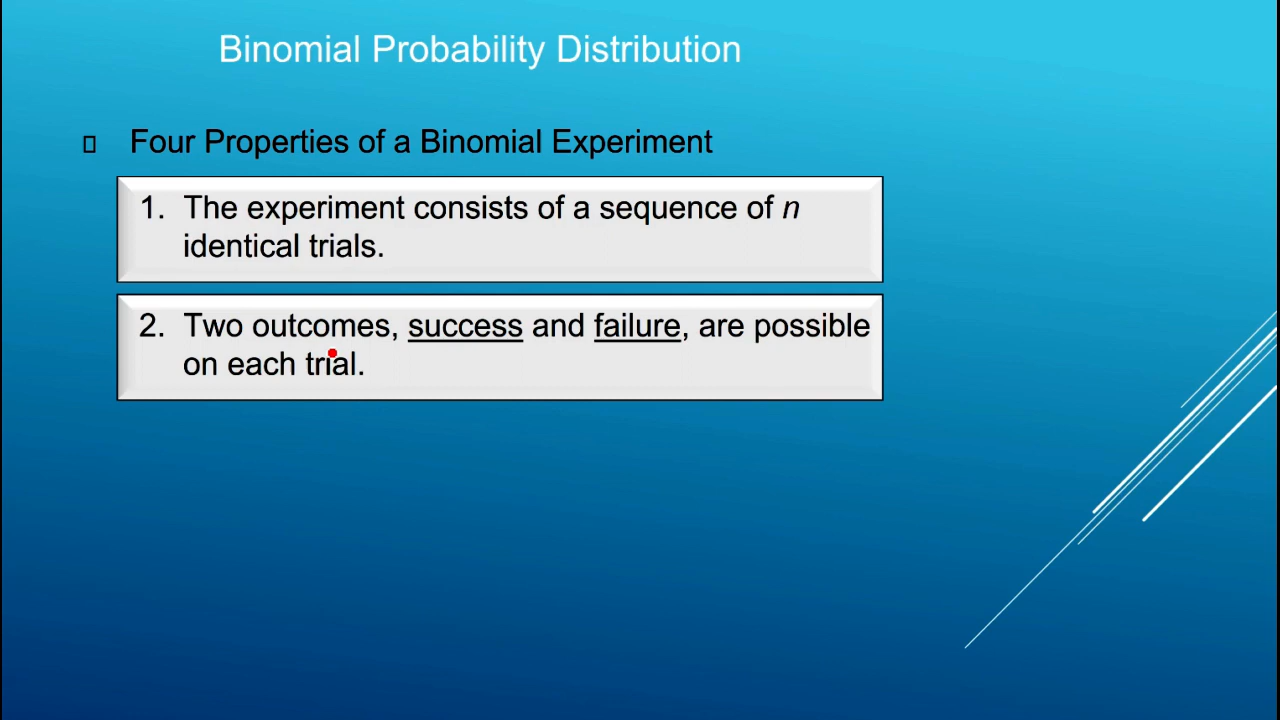 Binomial Probability Distribution
Four Properties of a Binomial Experiment
1. The experiment consists of a sequence of n
identical trials.
2. Two outcomes, success and failure, are possible
on each trial.